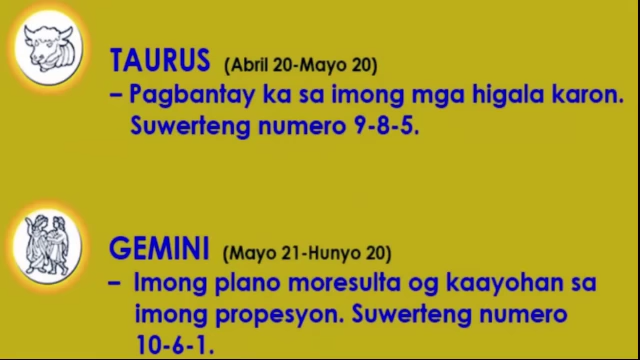 TAURUS (Abril 20-Mayo 20)
– Pagbantay ka sa imong mga higala karon.
Suwerteng numero 9-8-5.
GEMINI (Mayo 21-Hunyo 20)
– Imong plano moresulta og kaayohan sa
imong propesyon. Suwerteng numero
10-6-1.